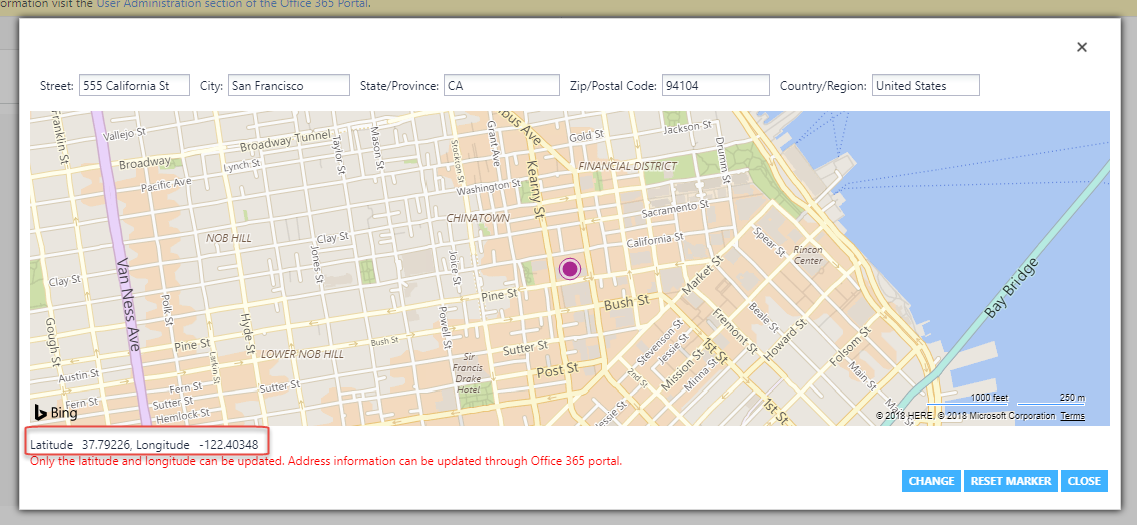 ormation visit the User Administration section of the Office 365 Portal.
Street: 555 California St City: San Francisco State/Province: CA Zip/Postal Code: 94104 Country/Region: United States
Franklin St
Vallejo St
Broadway
Broadway Tunnel
Lynch St
Pacific Ave
Taylor St
Mason St
Stockton St
Grant Ave
bus Ave
Gold St
Jackson St
Drumm St
FINANCIAL DISTRICT
Kearny St
Washington St
Sacramento St
CHINATOWN
NOB HILL
Clay St
California St
Spear St
Rincon
Center
Clay St
Van Ness Ave
Polk St
Jones St
Joice St
Market St
Pine St
Bush St
Bay Bridge
Gough St
Hyde St
Powell St
Fremont St
Beale St
Howard St
Folsom St
Pine St
LOWER NOB HILL
Bush St
Sutter St
Stevenson St
Jessie St
1st St
Mission St
Minna St
Main St
Larkin St
Sir
Francis
Drake
Hotel
Post St
2nd St
Austin St
Fern St
Fern St
Sutter St
Sutter St
Hemlock St
Jessie St
1st St
Bing
1000 feet 250 m
© 2018 HERE, © 2018 Microsoft Corporation Terms
Latitude 37.79226, Longitude -122.40348
Only the latitude and longitude can be updated. Address information can be updated through Office 365 portal.
CHANGE RESET MARKER CLOSE